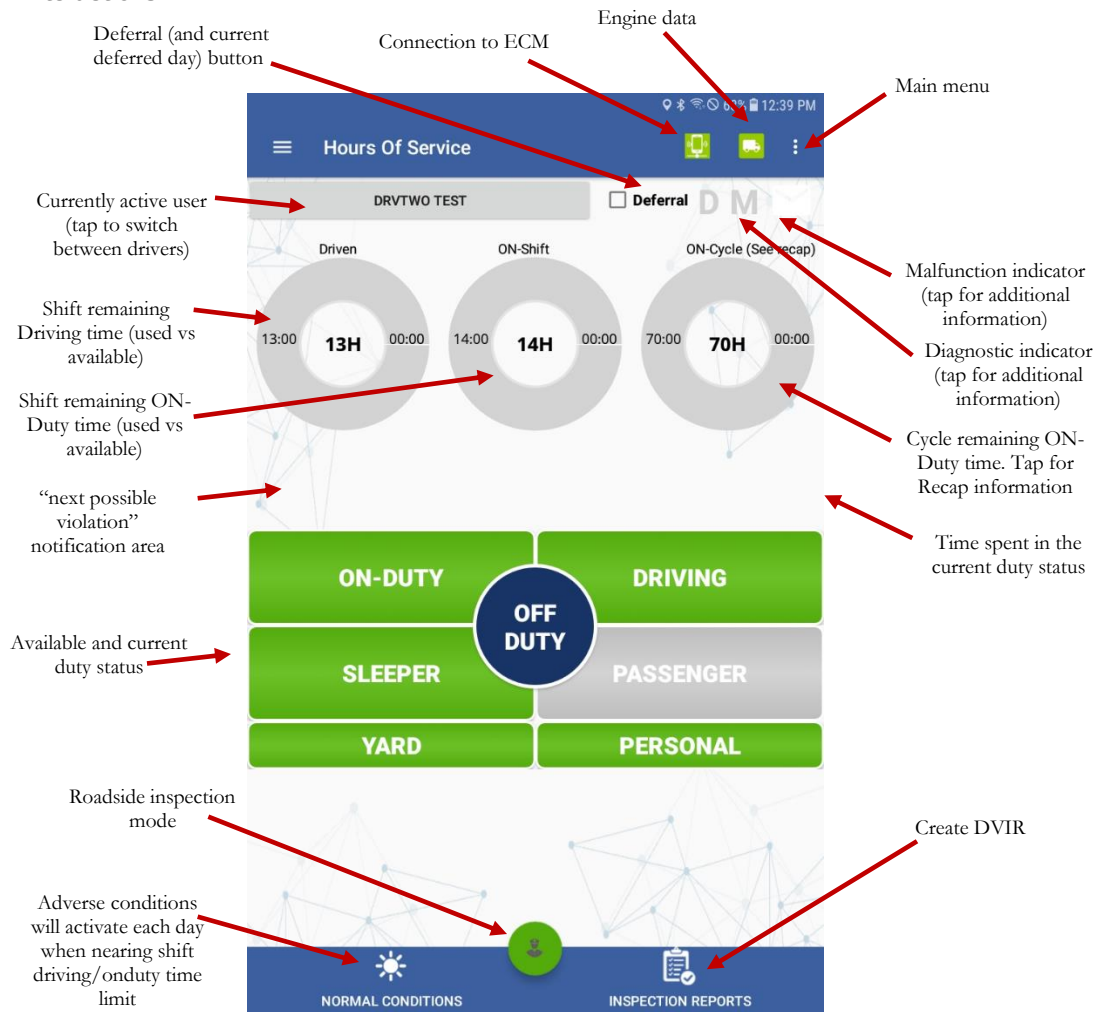 Engine data
Deferral (and current
deferred day) button
Connection to ECM
Main menu
12:39 PM
Hours Of Service
Currently active user
(tap to switch
between drivers)
DRVTWO TEST
Deferral
D M
Driven
ON-Shift
ON-Cycle (See recap)
Malfunction indicator
(tap for additional
information)
Shift remaining
Driving time (used vs
available)
13:00 13H 00:00
14:00 14H 00:00
70:00 70H 00:00
Diagnostic indicator
(tap for additional
information)
Shift remaining ON-
Duty time (used vs
available)
Cycle remaining ON-
Duty time. Tap for
Recap information
“next possible
violation”
notification area
Time spent in the
current duty status
ON-DUTY
DRIVING
OFF
DUTY
Available and current
duty status
SLEEPER
PASSENGER
YARD
PERSONAL
Roadside inspection
mode
Create DVIR
Adverse conditions
will activate each day
when nearing shift
driving/onduty time
limit
NORMAL CONDITIONS
INSPECTION REPORTS